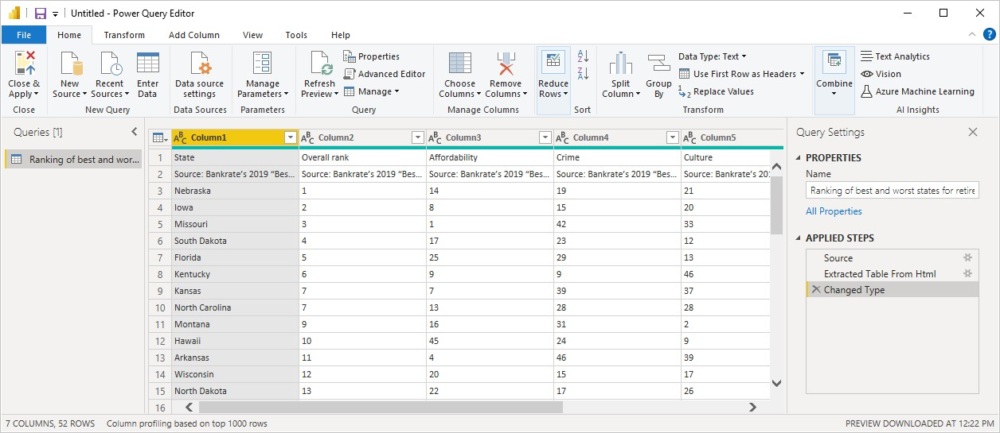 Untitled - Power Query Editor
File Home Transform Add Column View Tools Help
Close & Apply
New Source
Recent Sources
Enter Data
Data source settings
Manage Parameters
Refresh Preview
Properties
Advanced Editor
Manage
Choose Columns
Remove Columns
Reduce Rows
Split Column
Group By
Data Type: Text
Use First Row as Headers
Replace Values
Combine
Text Analytics
Vision
Azure Machine Learning
Close New Query Data Sources Parameters Query Manage Columns Sort Transform AI Insights
Queries [1]
Ranking of best and wor...
Column1 Column2 Column3 Column4 Column5
1 State Overall rank Affordability Crime Culture
2 Source: Bankrate’s 2019 “Bes... Source: Bankrate’s 2019 “Bes... Source: Bankrate’s 2019 “Bes... Source: Bankrate’s 2019 “Bes... Source: Bankrate’s 20
3 Nebraska 1 14 19 21
4 Iowa 2 8 15 20
5 Missouri 3 1 42 33
6 South Dakota 4 17 23 12
7 Florida 5 25 29 13
8 Kentucky 6 9 9 46
9 Kansas 7 7 39 37
10 North Carolina 7 13 28 28
11 Montana 9 16 31 2
12 Hawaii 10 45 24 9
13 Arkansas 11 4 46 39
14 Wisconsin 12 20 15 17
15 North Dakota 13 22 17 26
16
Query Settings
PROPERTIES
Name
Ranking of best and worst states for retire
All Properties
APPLIED STEPS
Source
Extracted Table From Html
Changed Type
7 COLUMNS, 52 ROWS Column profiling based on top 1000 rows PREVIEW DOWNLOADED AT 12:22 PM